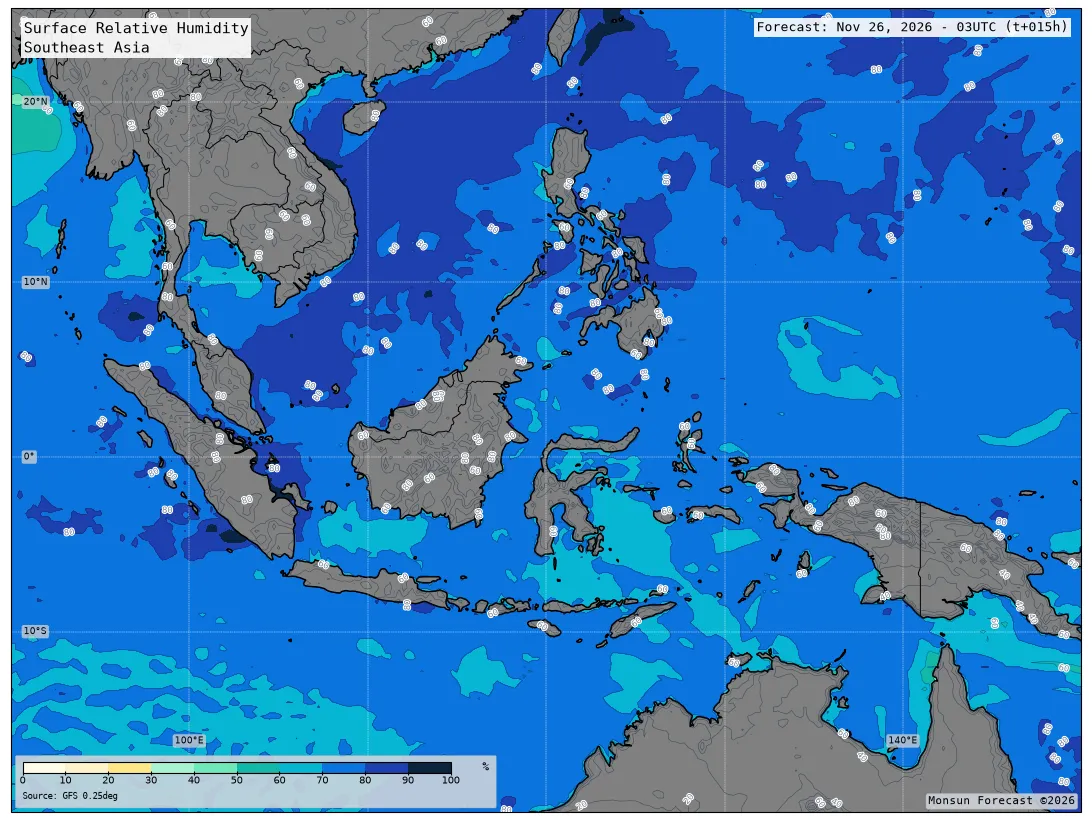 Surface Relative Humidity
Southeast Asia
Forecast: Nov 26, 2026 - 03UTC (t+015h)
20°N
10°N
0°
10°S
100°E
140°E
%
0 10 20 30 40 50 60 70 80 90 100
Source: GFS 0.25deg
Monsun Forecast ©2026